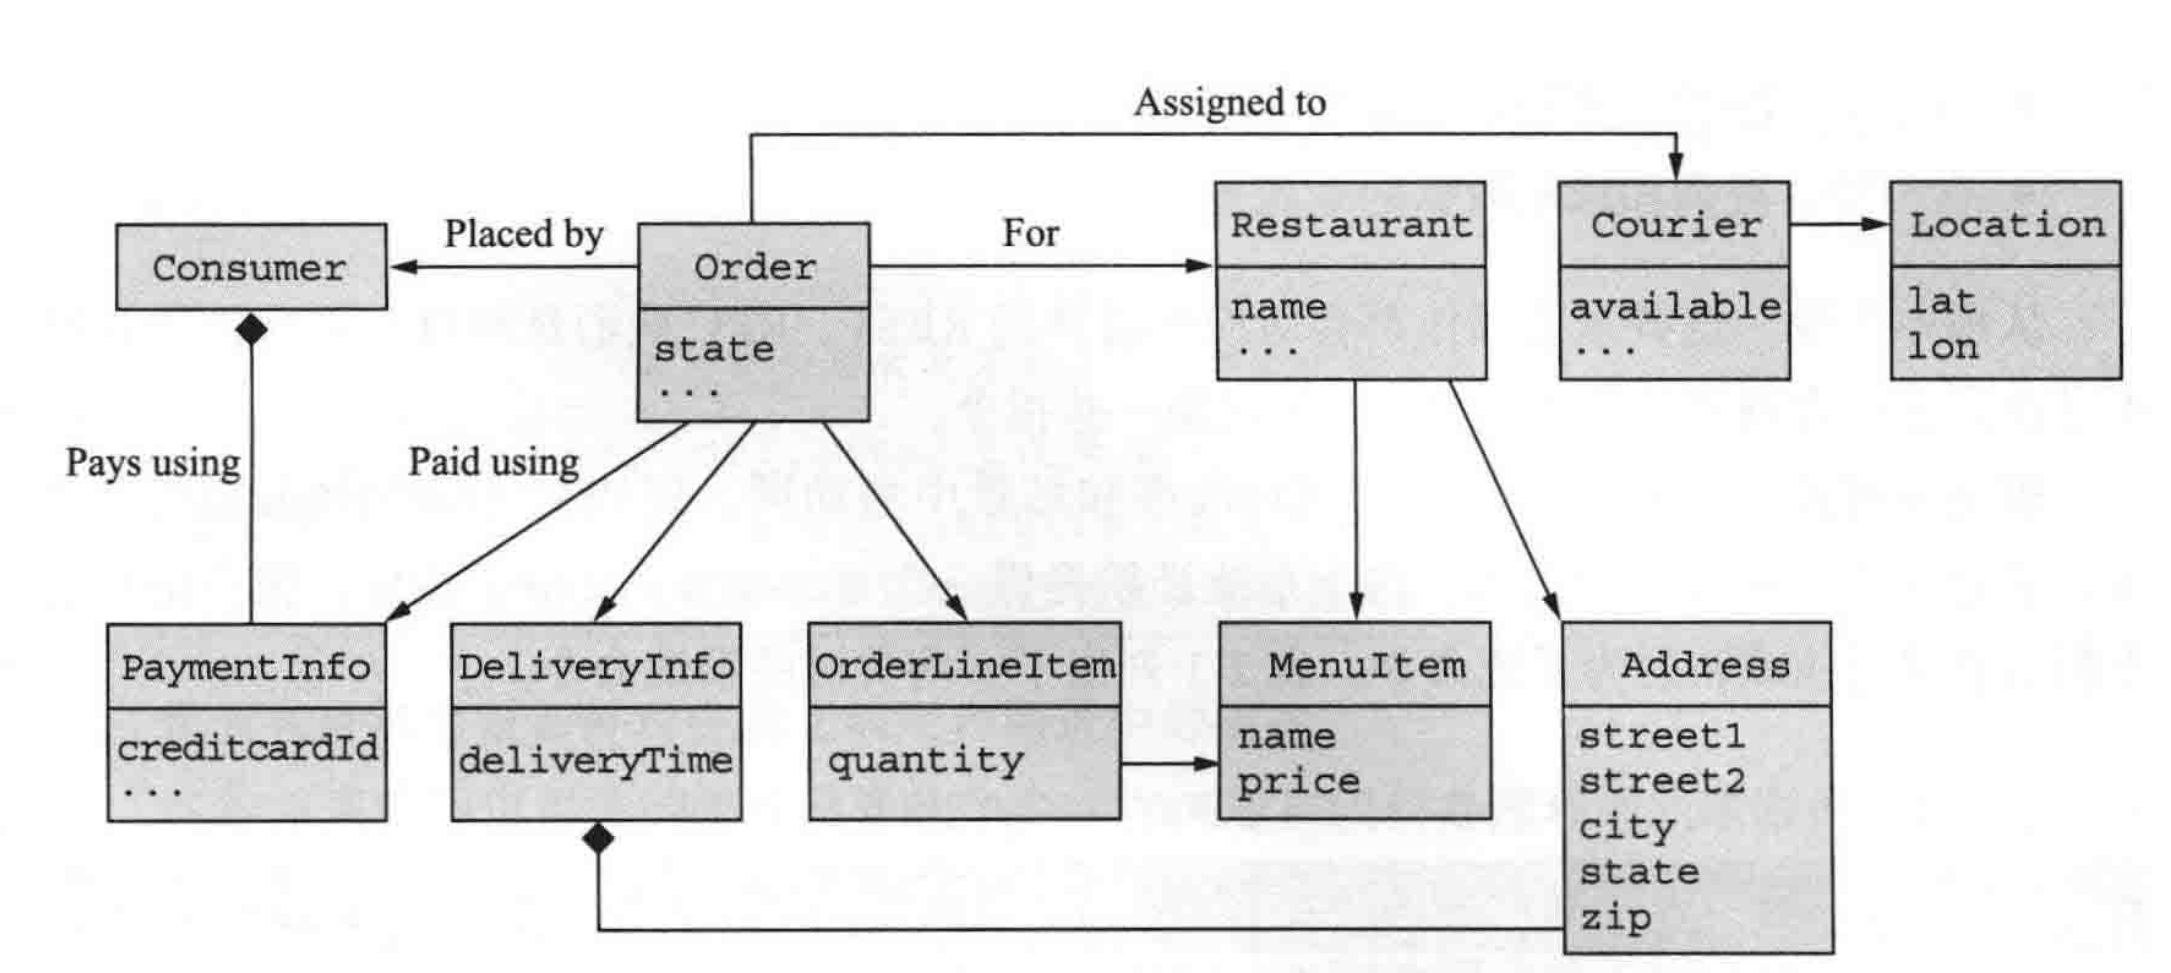 Assigned to
Consumer
Placed by
Order
state
...
For
Restaurant
name
...
Courier
available
...
Location
lat
lon
Pays using
Paid using
PaymentInfo
creditcardId
...
DeliveryInfo
deliveryTime
OrderLineItem
quantity
MenuItem
name
price
Address
street1
street2
city
state
zip